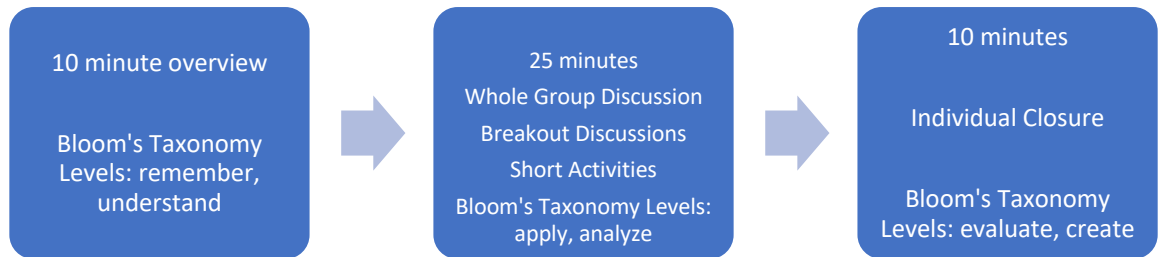 10 minute overview
Bloom's Taxonomy
Levels: remember,
understand
25 minutes
Whole Group Discussion
Breakout Discussions
Short Activities
Bloom's Taxonomy Levels:
apply, analyze
10 minutes
Individual Closure
Bloom's Taxonomy
Levels: evaluate, create